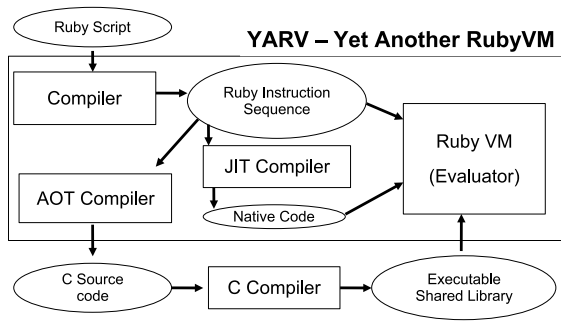 Ruby Script
YARV – Yet Another RubyVM
Compiler
Ruby Instruction
Sequence
Ruby VM
(Evaluator)
JIT Compiler
AOT Compiler
Native Code
C Source
code
C Compiler
Executable
Shared Library